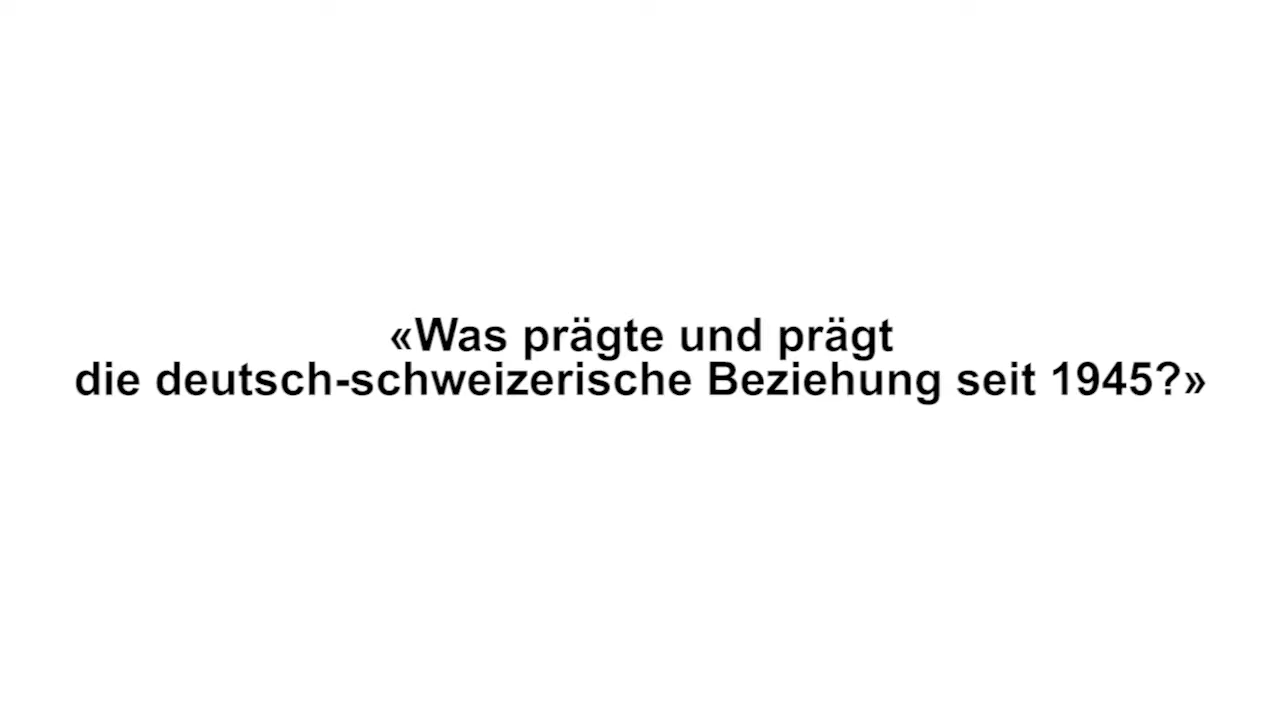 «Was prägte und prägt
die deutsch-schweizerische Beziehung seit 1945?»